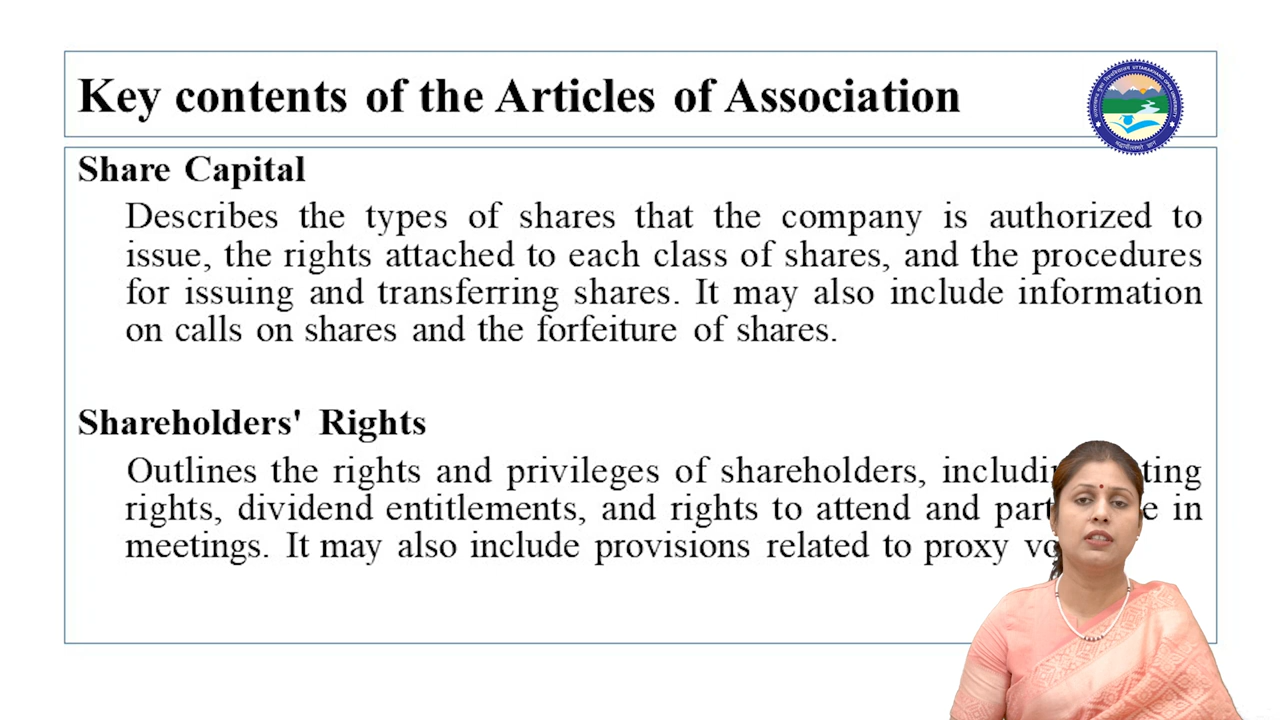 Key contents of the Articles of Association
Share Capital
Describes the types of shares that the company is authorized to
issue, the rights attached to each class of shares, and the procedures
for issuing and transferring shares. It may also include information
on calls on shares and the forfeiture of shares.
Shareholders' Rights
Outlines the rights and privileges of shareholders,
rights, dividend entitlements, and rights to attend and in
meetings. It may also include provisions related to proxy